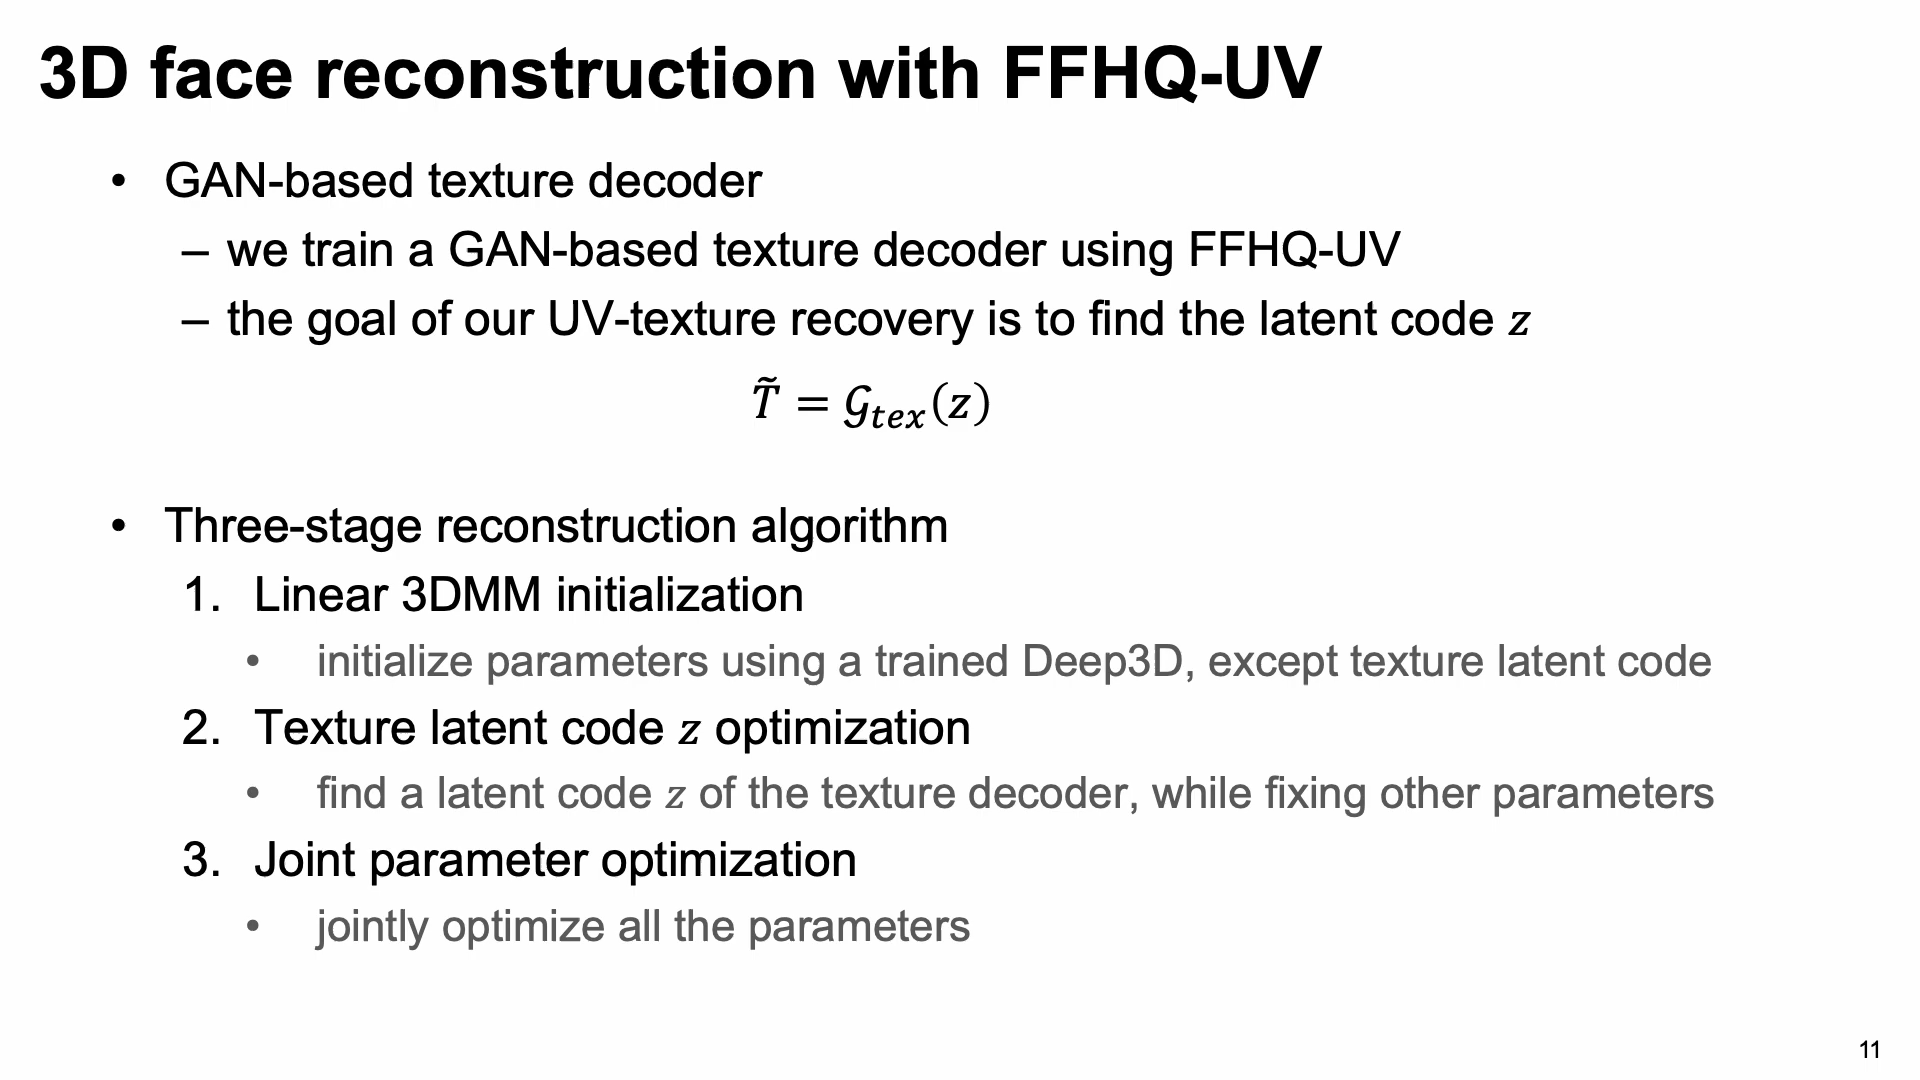 3D face reconstruction with FFHQ-UV
• GAN-based texture decoder
– we train a GAN-based texture decoder using FFHQ-UV
– the goal of our UV-texture recovery is to find the latent code z
T̃ = 𝒢ₜₑₓ(z)
• Three-stage reconstruction algorithm
1. Linear 3DMM initialization
• initialize parameters using a trained Deep3D, except texture latent code
2. Texture latent code z optimization
• find a latent code z of the texture decoder, while fixing other parameters
3. Joint parameter optimization
• jointly optimize all the parameters
11